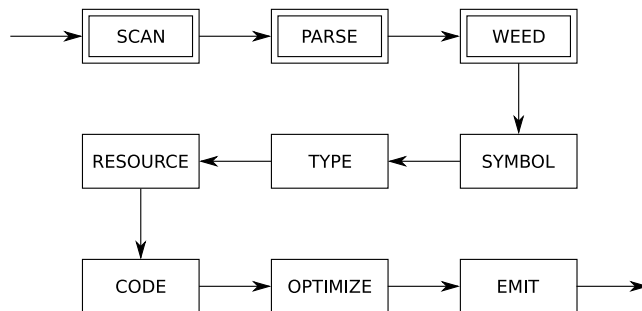 SCAN
PARSE
WEED
RESOURCE
TYPE
SYMBOL
CODE
OPTIMIZE
EMIT